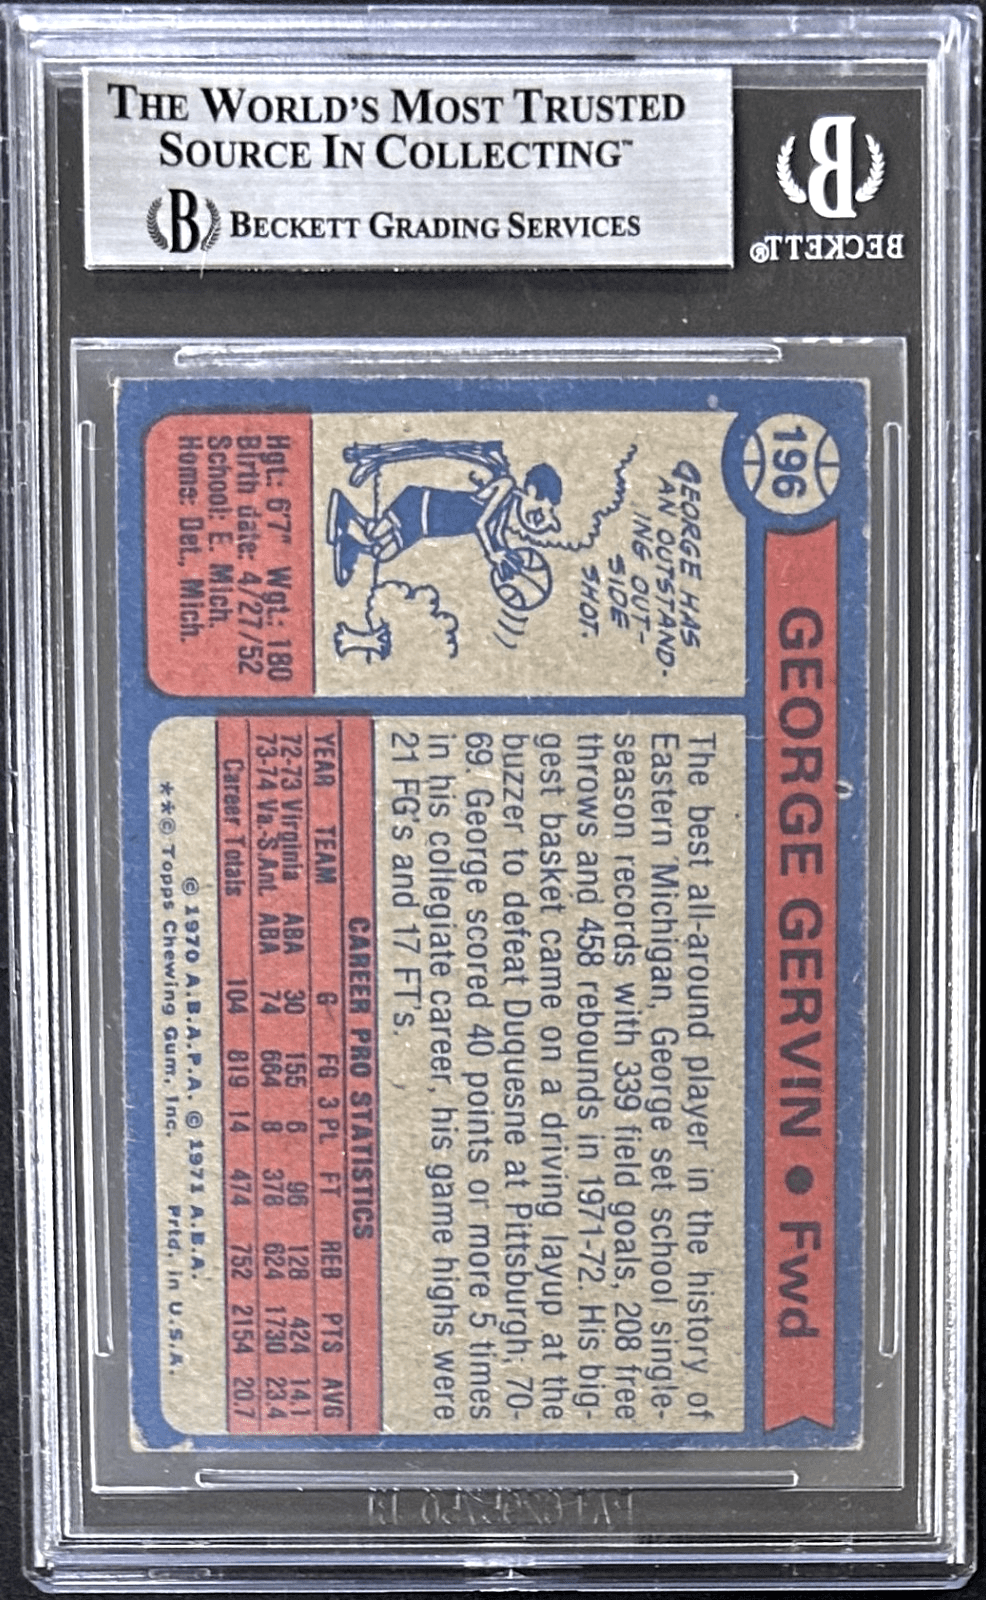 THE WORLD'S MOST TRUSTED
SOURCE IN COLLECTING™
B BECKETT GRADING SERVICES
B
BECKETT®
196
GEORGE GERVIN • Fwd
GEORGE HAS
AN OUTSTAND-
ING OUT-
SIDE
SHOT.
Hgt.: 6'7" Wgt.: 180
Birth date: 4/27/52
School: E. Mich.
Home: Det., Mich.
The best all-around player in the history of
Eastern Michigan, George set school single-
season records with 339 field goals, 208 free
throws and 458 rebounds in 1971-72. His big-
gest basket came on a driving layup at the
buzzer to defeat Duquesne at Pittsburgh; 70-
69. George scored 40 points or more 5 times
in his collegiate career, his game highs were
21 FG's and 17 FT's.
CAREER PRO STATISTICS
YEAR TEAM G FG 3 PL FT REB PTS AVG
72-73 Virginia ABA 30 155 6 96 128 424 14.1
73-74 Va.-S.Ant. ABA 74 664 8 378 624 1730 23.4
Career Totals 104 819 14 474 752 2154 20.7
© 1970 A.B.A.P.A. © 1971 A.B.A.
**© Topps Chewing Gum, Inc. Prtd. in U.S.A.